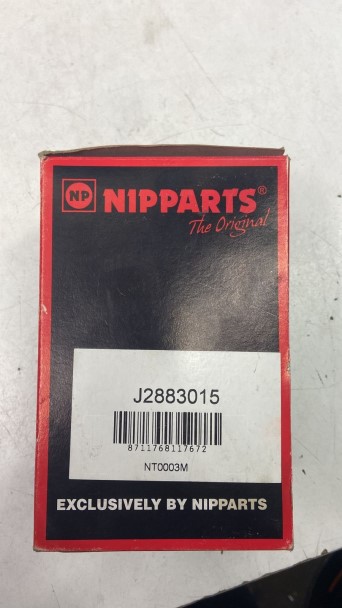 NP NIPPARTS®
The Original
J2883015
8711768117672
NT0003M
EXCLUSIVELY BY NIPPARTS